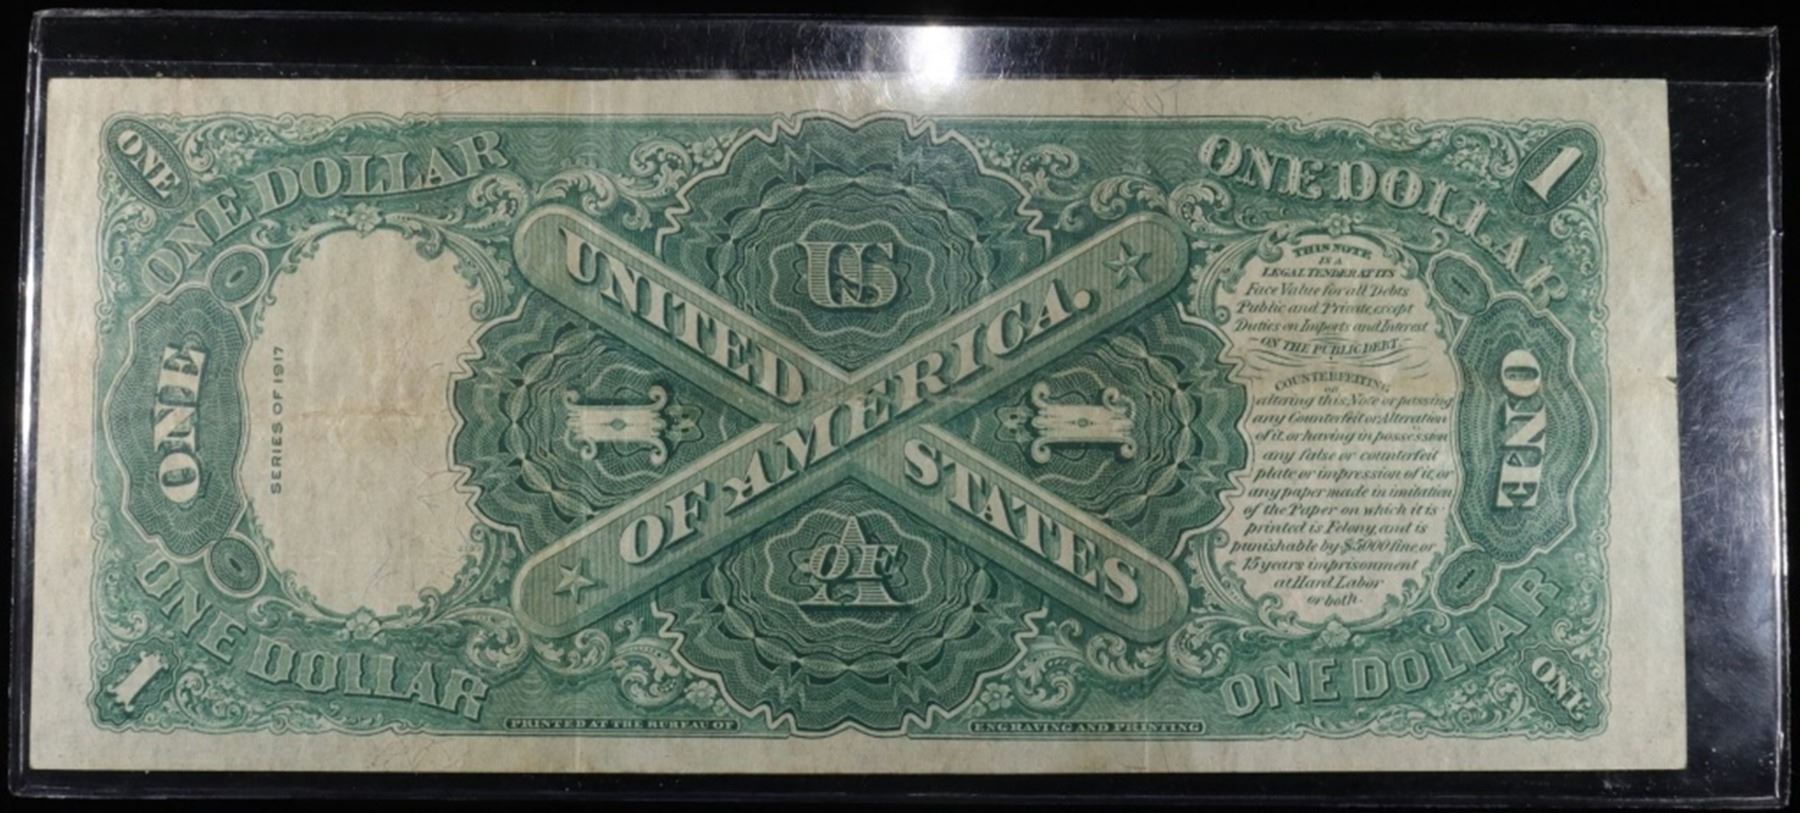 ONE
ONE DOLLAR
ONE DOLLAR
1
US
UNITED
STATES
OF AMERICA.
ONE
SERIES OF 1917
1
1
THIS NOTE
IS A
LEGAL TENDER AT ITS
Face Value for all Debts
Public and Private, except
Duties on Imports and Interest
ON THE PUBLIC DEBT.
COUNTERFEITING
or
altering this Note or passing
any Counterfeit or Alteration
of it, or having in possession
any false or counterfeit
plate or impression of it, or
any paper made in imitation
of the Paper on which it is
printed is Felony, and is
punishable by $5000 fine or
15 years imprisonment
at Hard Labor
or both.
ONE
OF A
1
ONE DOLLAR
ONE DOLLAR
ONE
PRINTED AT THE BUREAU OF
ENGRAVING AND PRINTING